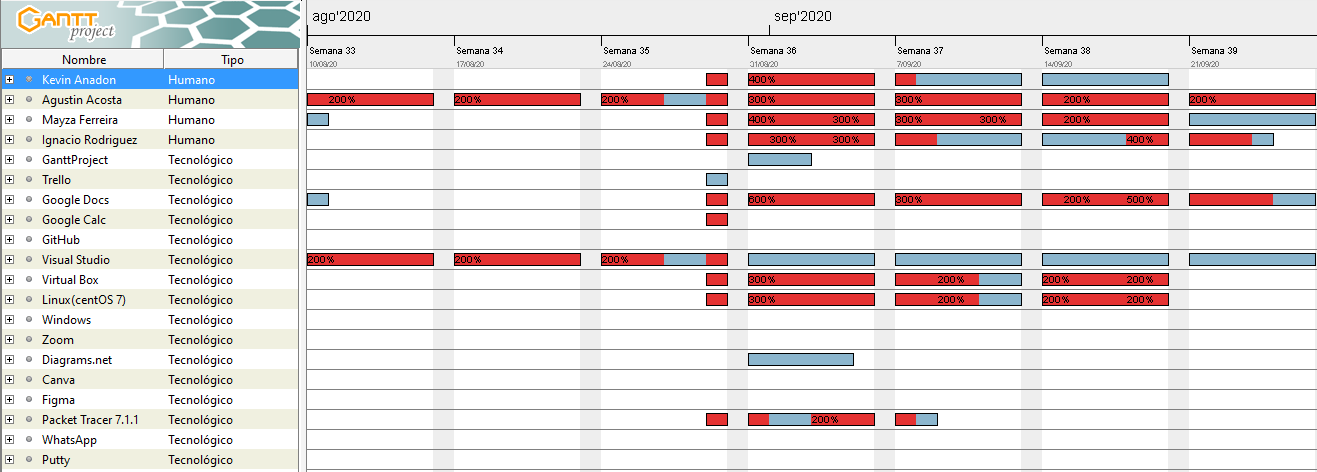 GANTT project
ago'2020 sep'2020
Semana 33 Semana 34 Semana 35 Semana 36 Semana 37 Semana 38 Semana 39
Nombre Tipo 10/08/20 17/08/20 24/08/20 31/08/20 7/09/20 14/09/20 21/09/20
Kevin Anadon Humano 400%
Agustin Acosta Humano 200% 200% 200% 300% 300% 200% 200%
Mayza Ferreira Humano 400% 300% 300% 300% 200%
Ignacio Rodriguez Humano 300% 300% 400%
GanttProject Tecnológico
Trello Tecnológico
Google Docs Tecnológico 600% 300% 200% 500%
Google Calc Tecnológico
GitHub Tecnológico
Visual Studio Tecnológico 200% 200% 200%
Virtual Box Tecnológico 300% 200% 200% 200%
Linux(centOS 7) Tecnológico 300% 200% 200% 200%
Windows Tecnológico
Zoom Tecnológico
Diagrams.net Tecnológico
Canva Tecnológico
Figma Tecnológico
Packet Tracer 7.1.1 Tecnológico 200%
WhatsApp Tecnológico
Putty Tecnológico